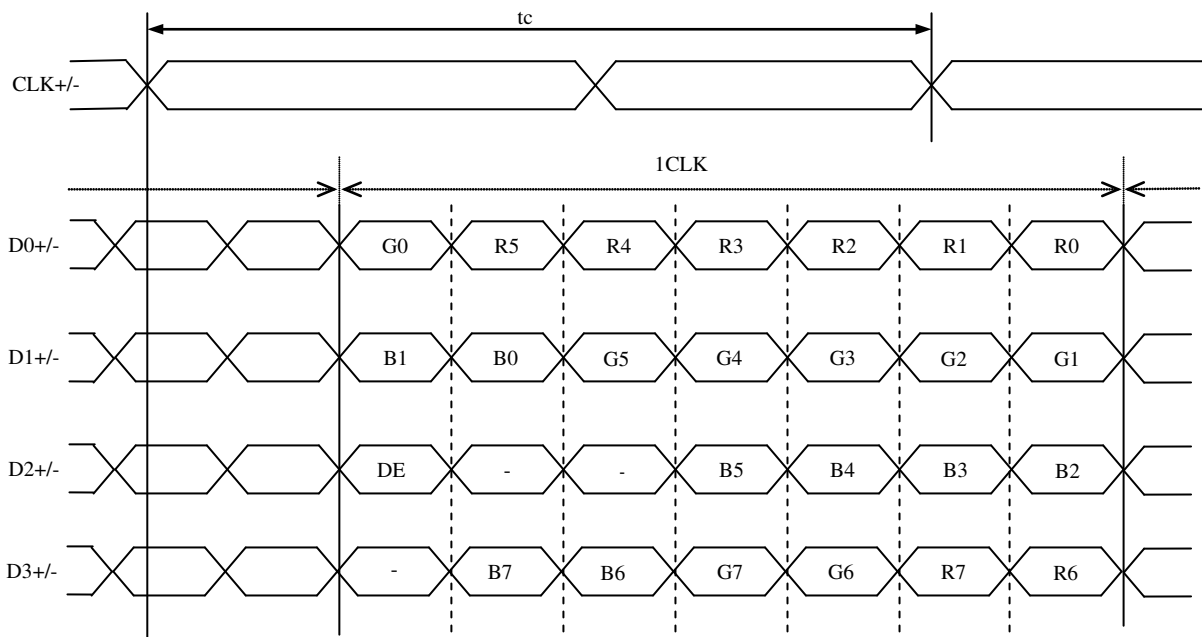 tc
CLK+/-
1CLK
D0+/- G0 R5 R4 R3 R2 R1 R0
D1+/- B1 B0 G5 G4 G3 G2 G1
D2+/- DE - - B5 B4 B3 B2
D3+/- - B7 B6 G7 G6 R7 R6